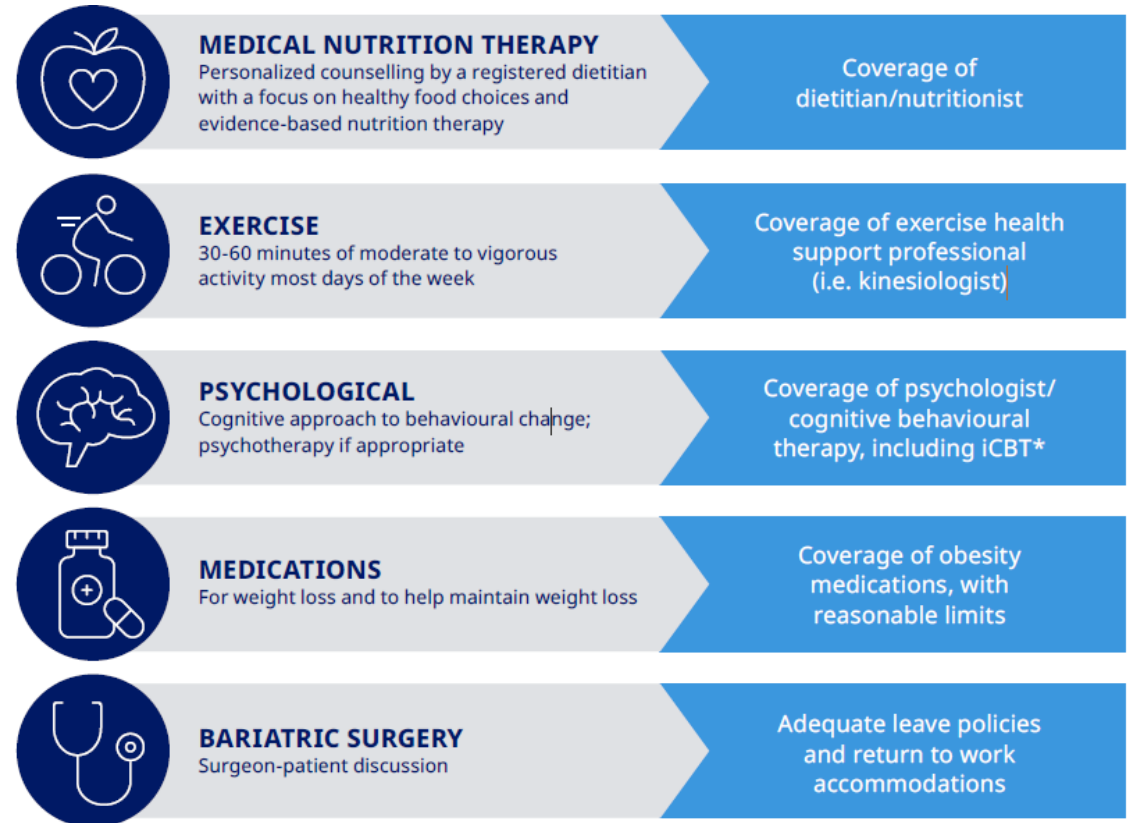 MEDICAL NUTRITION THERAPY
Personalized counselling by a registered dietitian
with a focus on healthy food choices and
evidence-based nutrition therapy
Coverage of
dietitian/nutritionist
EXERCISE
30-60 minutes of moderate to vigorous
activity most days of the week
Coverage of exercise health
support professional
(i.e. kinesiologist)
PSYCHOLOGICAL
Cognitive approach to behavioural change;
psychotherapy if appropriate
Coverage of psychologist/
cognitive behavioural
therapy, including iCBT*
MEDICATIONS
For weight loss and to help maintain weight loss
Coverage of obesity
medications, with
reasonable limits
BARIATRIC SURGERY
Surgeon-patient discussion
Adequate leave policies
and return to work
accommodations